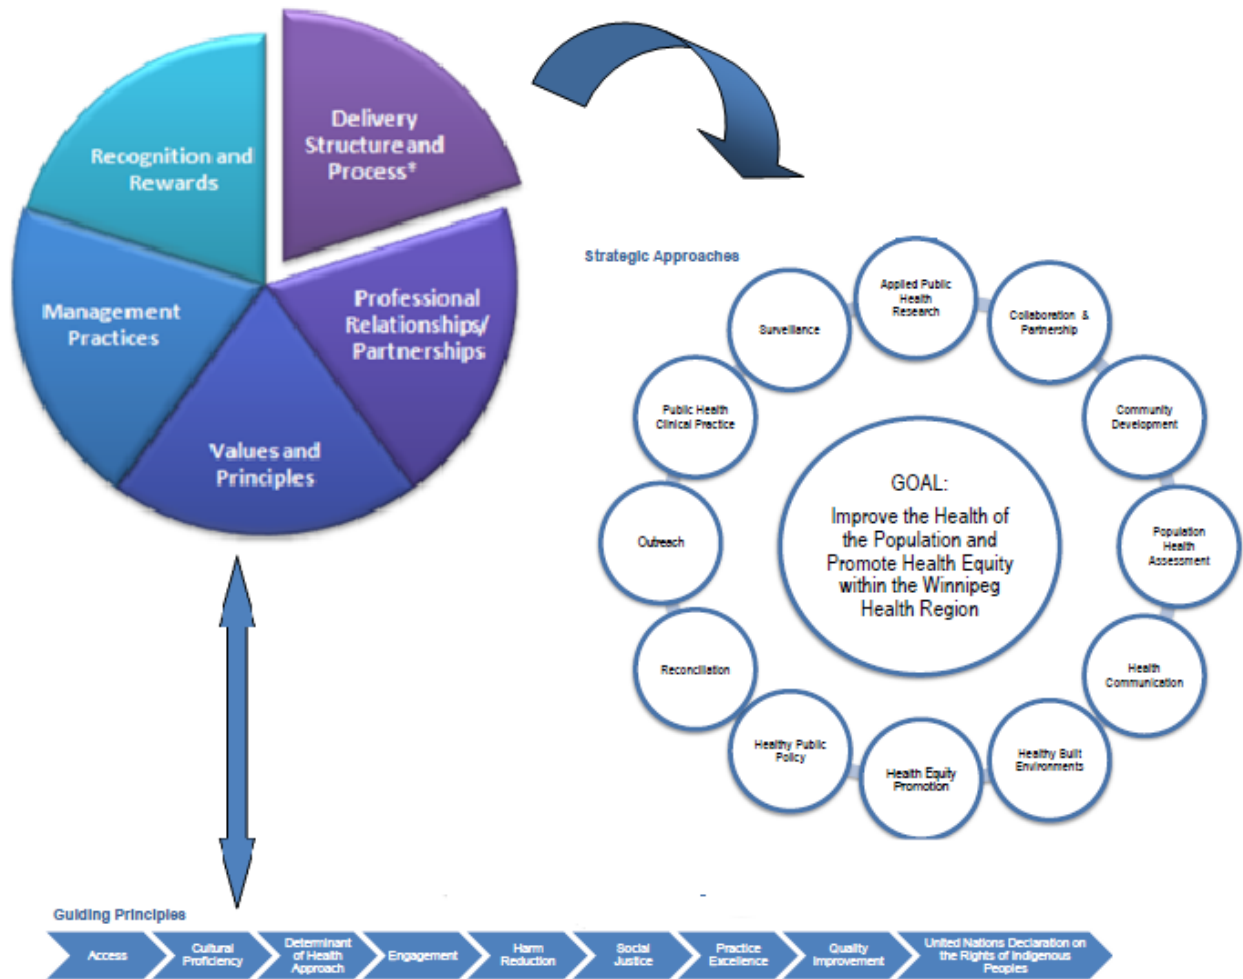 Delivery
Structure and
Process*
Recognition and
Rewards
Professional
Relationships/
Partnerships
Management
Practices
Values and
Principles
Strategic Approaches
Applied Public
Health
Research
Collaboration &
Partnership
Community
Development
Population
Health
Assessment
Health
Communication
Healthy Built
Environments
Health Equity
Promotion
Healthy Public
Policy
Reconciliation
Outreach
Public Health
Clinical Practice
Surveillance
GOAL:
Improve the Health of
the Population and
Promote Health Equity
within the Winnipeg
Health Region
Guiding Principles
Access
Cultural
Proficiency
Determinant
of Health
Approach
Engagement
Harm
Reduction
Social
Justice
Practice
Excellence
Quality
Improvement
United Nations Declaration on
the Rights of Indigenous
Peoples